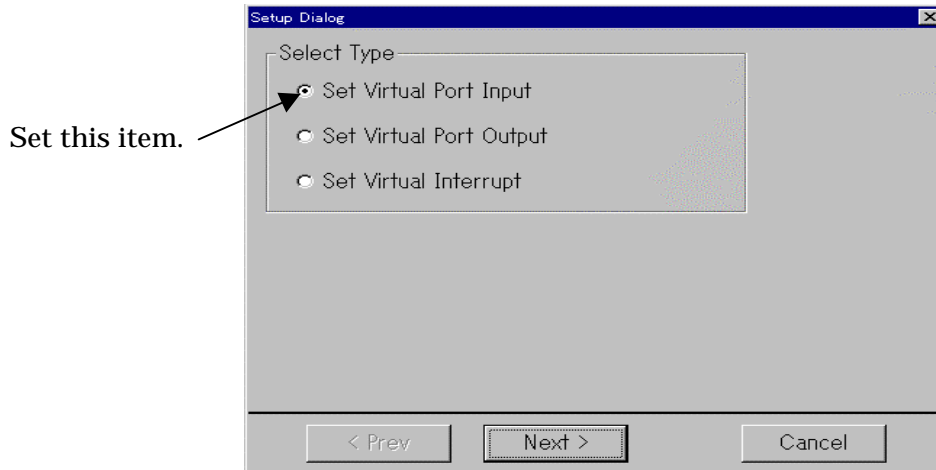 Setup Dialog
Select Type
Set Virtual Port Input
Set this item.
Set Virtual Port Output
Set Virtual Interrupt
< Prev
Next >
Cancel